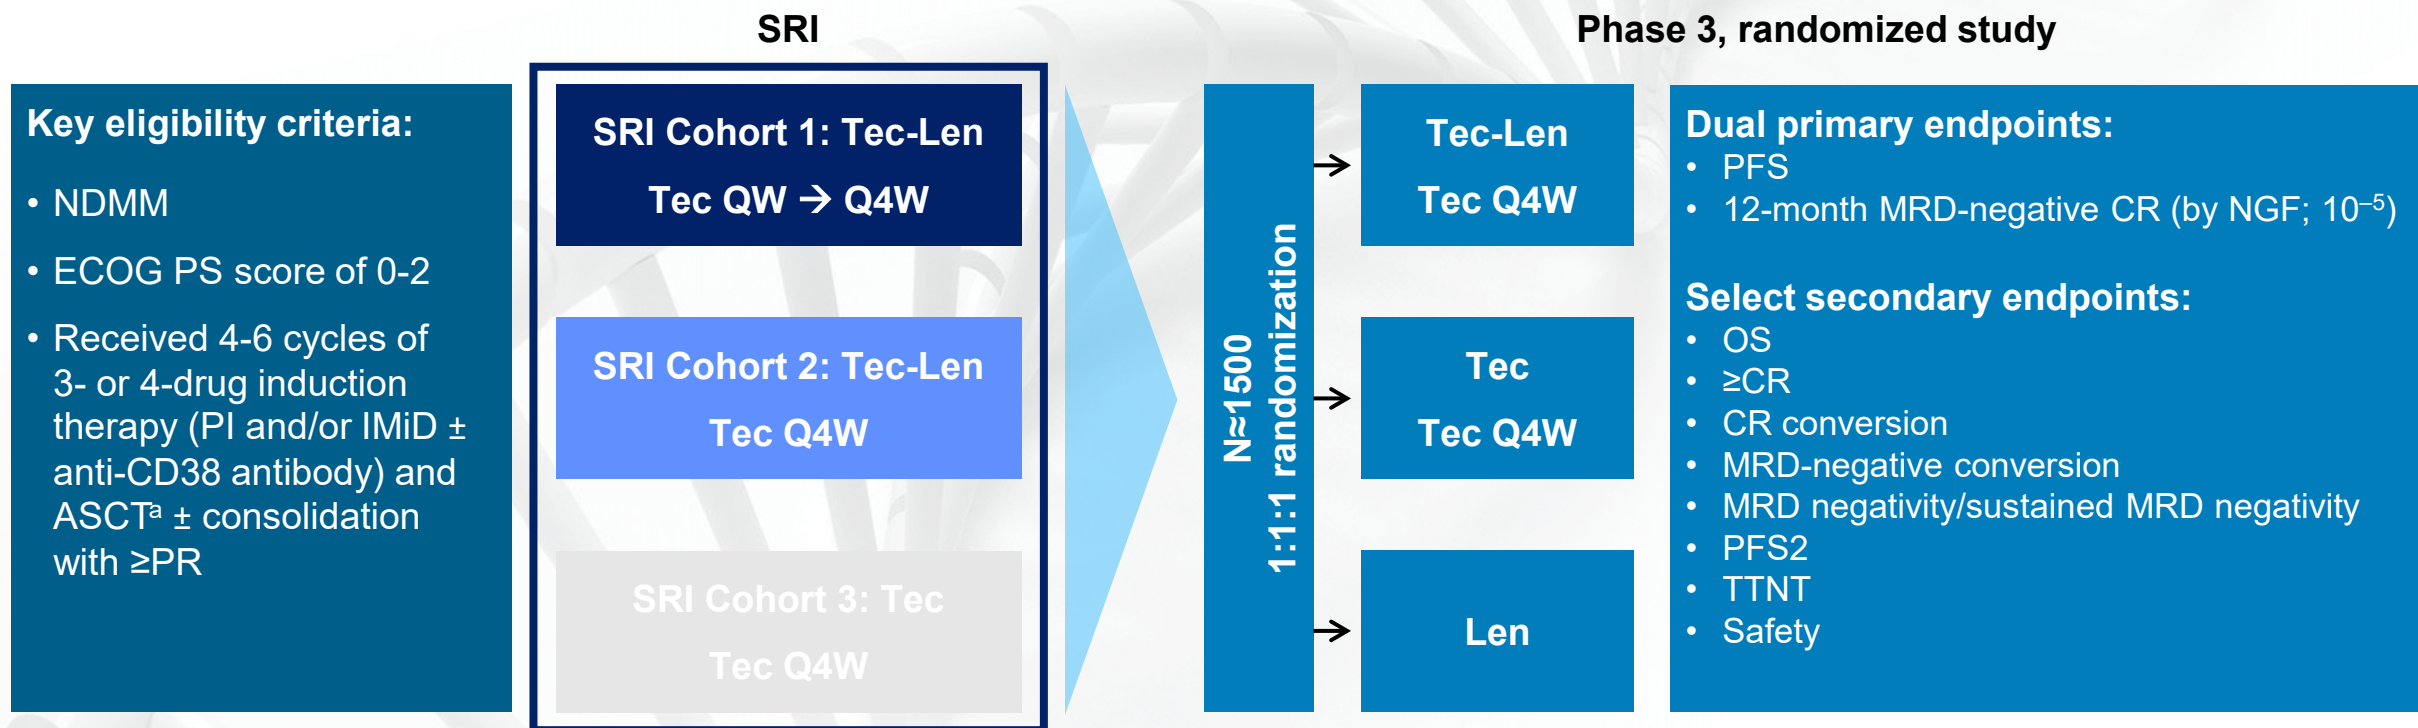 SRI
Phase 3, randomized study
Key eligibility criteria:
• NDMM
• ECOG PS score of 0-2
• Received 4-6 cycles of
3- or 4-drug induction
therapy (PI and/or IMiD ±
anti-CD38 antibody) and
ASCTᵃ ± consolidation
with ≥PR
SRI Cohort 1: Tec-Len
Tec QW → Q4W
SRI Cohort 2: Tec-Len
Tec Q4W
SRI Cohort 3: Tec
Tec Q4W
N≈1500
1:1:1 randomization
Tec-Len
Tec Q4W
Tec
Tec Q4W
Len
Dual primary endpoints:
• PFS
• 12-month MRD-negative CR (by NGF; 10⁻⁵)
Select secondary endpoints:
• OS
• ≥CR
• CR conversion
• MRD-negative conversion
• MRD negativity/sustained MRD negativity
• PFS2
• TTNT
• Safety